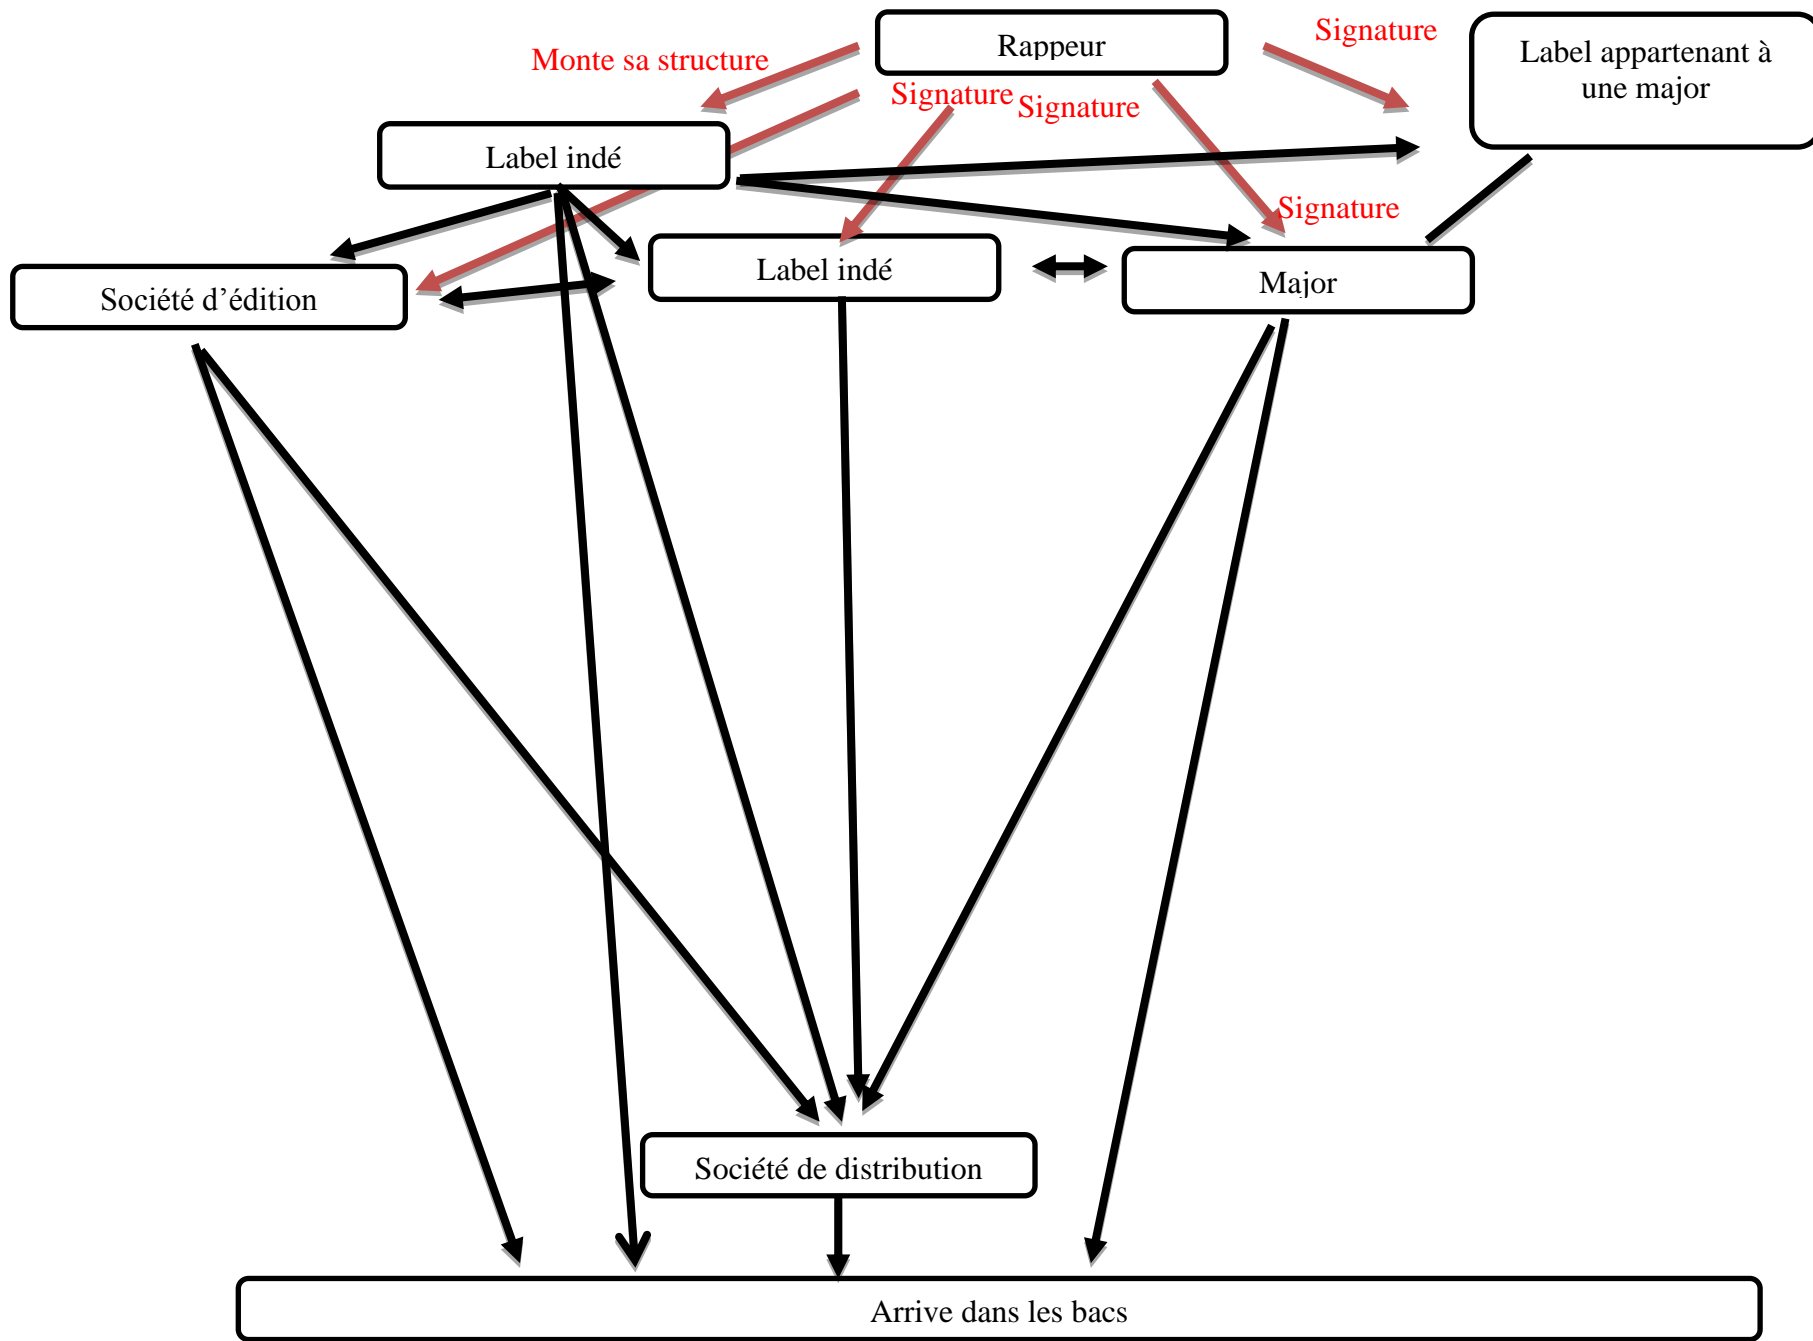 Rappeur
Signature
Label appartenant à
une major
Monte sa structure
Signature
Signature
Label indé
Signature
Label indé
Major
Société d’édition
Société de distribution
Arrive dans les bacs